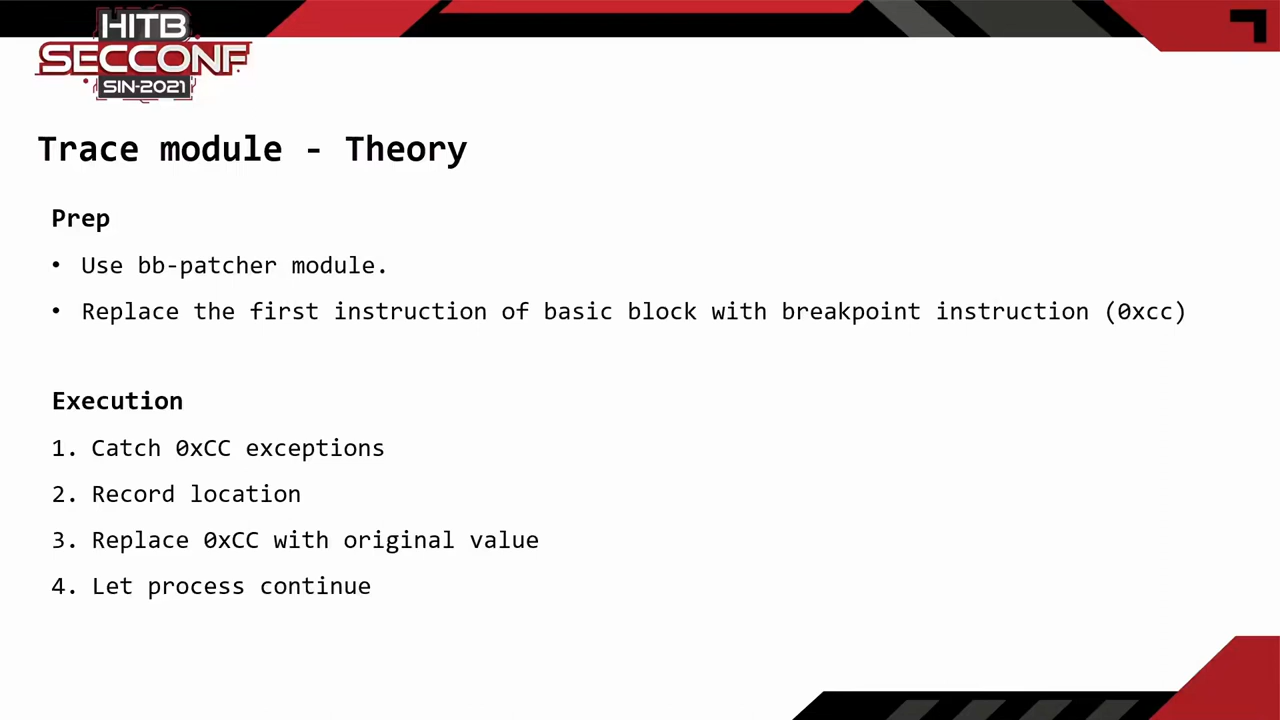 HITB
SECCONF
SIN-2021
Trace module - Theory
Prep
• Use bb-patcher module.
• Replace the first instruction of basic block with breakpoint instruction (0xcc)
Execution
1. Catch 0xCC exceptions
2. Record location
3. Replace 0xCC with original value
4. Let process continue